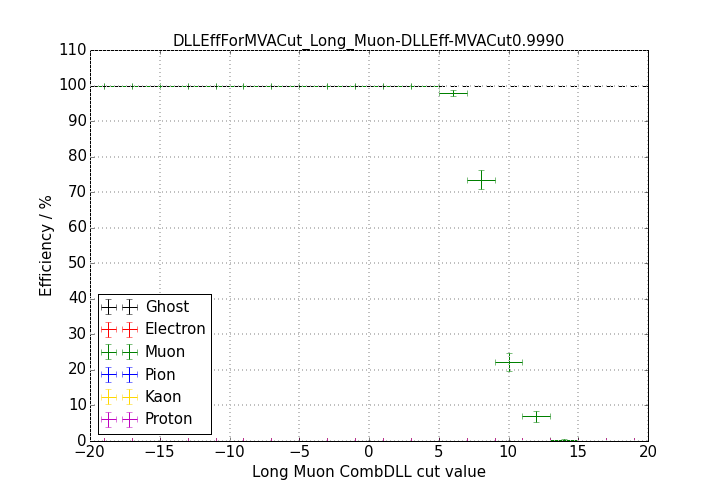 DLLEffForMVACut_Long_Muon-DLLEff-MVACut0.9990
110
100
90
80
70
60
50
40
30
20
10
0
Efficiency / %
Ghost
Electron
Muon
Pion
Kaon
Proton
−20 −15 −10 −5 0 5 10 15 20
Long Muon CombDLL cut value